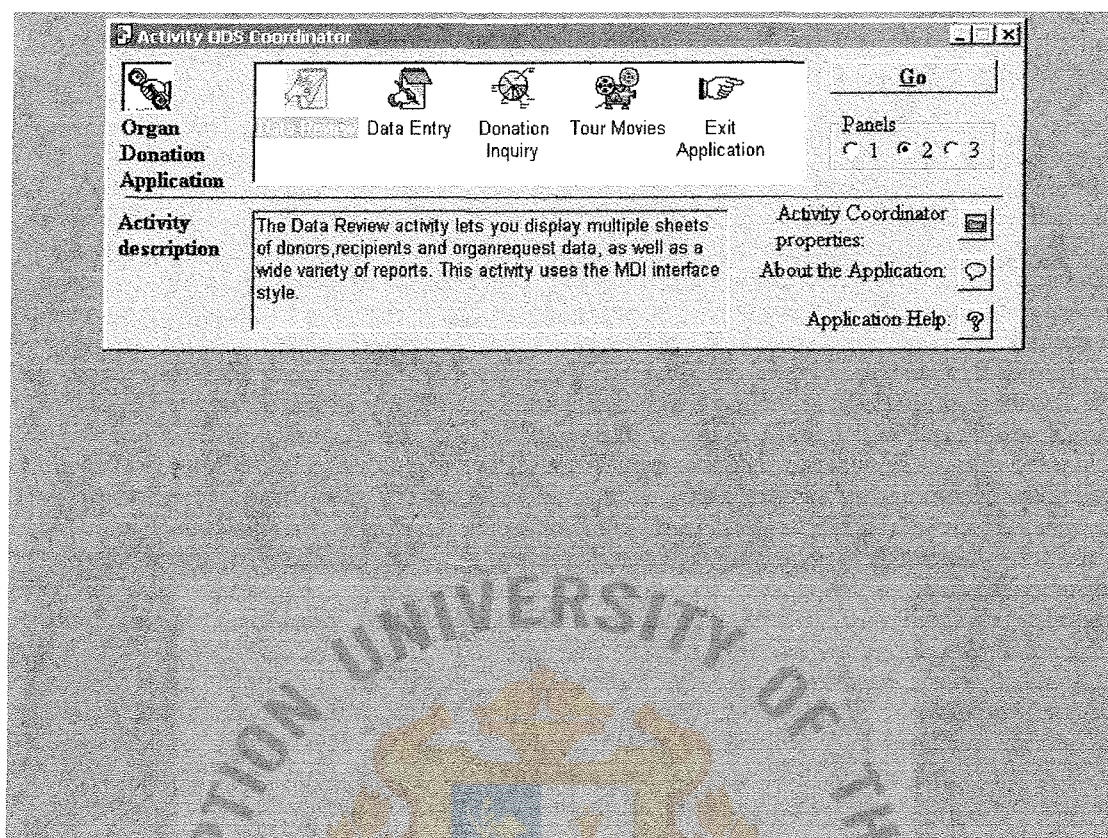 Activity ODS Coordinator
Go
Organ
Donation
Application
Data Entry
Donation
Inquiry
Tour Movies
Exit
Application
Panels
1 2 3
Activity
description
The Data Review activity lets you display multiple sheets
of donors,recipients and organrequest data, as well as a
wide variety of reports. This activity uses the MDI interface
style.
Activity Coordinator
properties:
About the Application:
Application Help:
UNIVERSITY OF